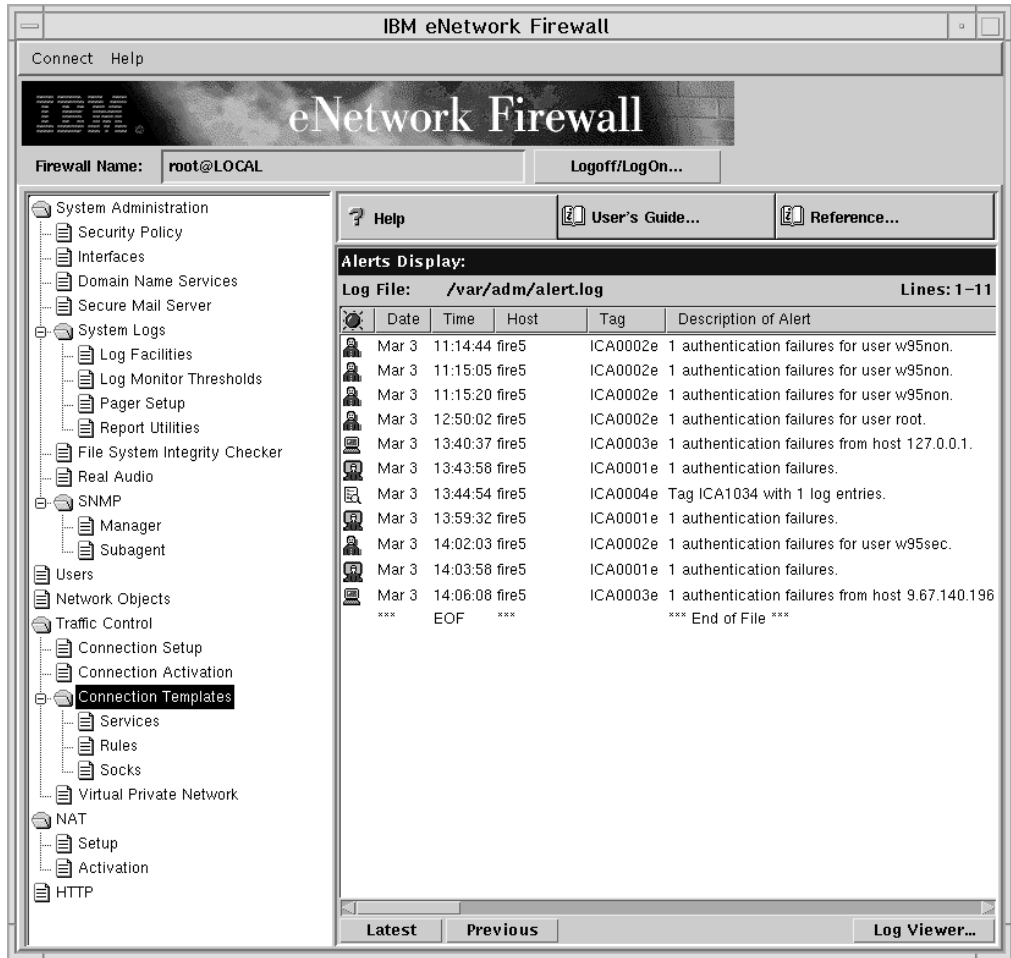 IBM eNetwork Firewall
Connect Help
IBM eNetwork Firewall
Firewall Name: root@LOCAL Logoff/LogOn...
System Administration
Security Policy
Interfaces
Domain Name Services
Secure Mail Server
System Logs
Log Facilities
Log Monitor Thresholds
Pager Setup
Report Utilities
File System Integrity Checker
Real Audio
SNMP
Manager
Subagent
Users
Network Objects
Traffic Control
Connection Setup
Connection Activation
Connection Templates
Services
Rules
Socks
Virtual Private Network
NAT
Setup
Activation
HTTP
Help User's Guide... Reference...
Alerts Display:
Log File: /var/adm/alert.log Lines: 1-11
Date Time Host Tag Description of Alert
Mar 3 11:14:44 fire5 ICA0002e 1 authentication failures for user w95non.
Mar 3 11:15:05 fire5 ICA0002e 1 authentication failures for user w95non.
Mar 3 11:15:20 fire5 ICA0002e 1 authentication failures for user w95non.
Mar 3 12:50:02 fire5 ICA0002e 1 authentication failures for user root.
Mar 3 13:40:37 fire5 ICA0003e 1 authentication failures from host 127.0.0.1.
Mar 3 13:43:58 fire5 ICA0001e 1 authentication failures.
Mar 3 13:44:54 fire5 ICA0004e Tag ICA1034 with 1 log entries.
Mar 3 13:59:32 fire5 ICA0001e 1 authentication failures.
Mar 3 14:02:03 fire5 ICA0002e 1 authentication failures for user w95sec.
Mar 3 14:03:58 fire5 ICA0001e 1 authentication failures.
Mar 3 14:06:08 fire5 ICA0003e 1 authentication failures from host 9.67.140.196
*** EOF *** *** End of File ***
Latest Previous Log Viewer...